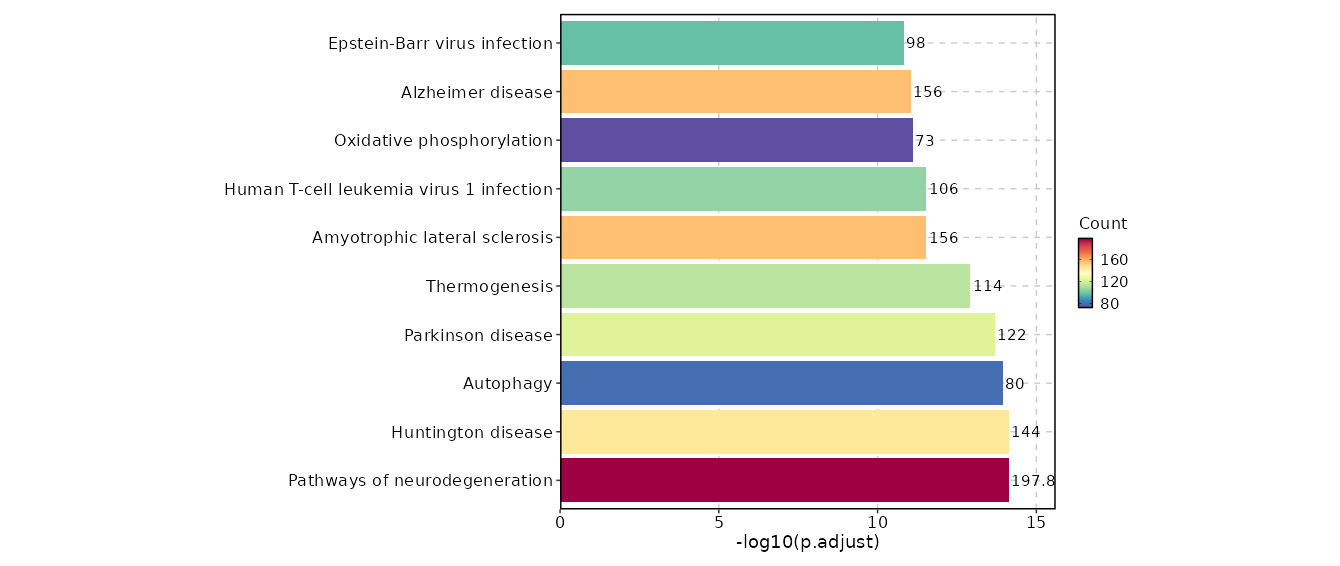 Epstein-Barr virus infection 98
Alzheimer disease 156
Oxidative phosphorylation 73
Human T-cell leukemia virus 1 infection 106
Amyotrophic lateral sclerosis 156
Thermogenesis 114
Parkinson disease 122
Autophagy 80
Huntington disease 144
Pathways of neurodegeneration 197.8
0 5 10 15
-log10(p.adjust)
Count
160
120
80